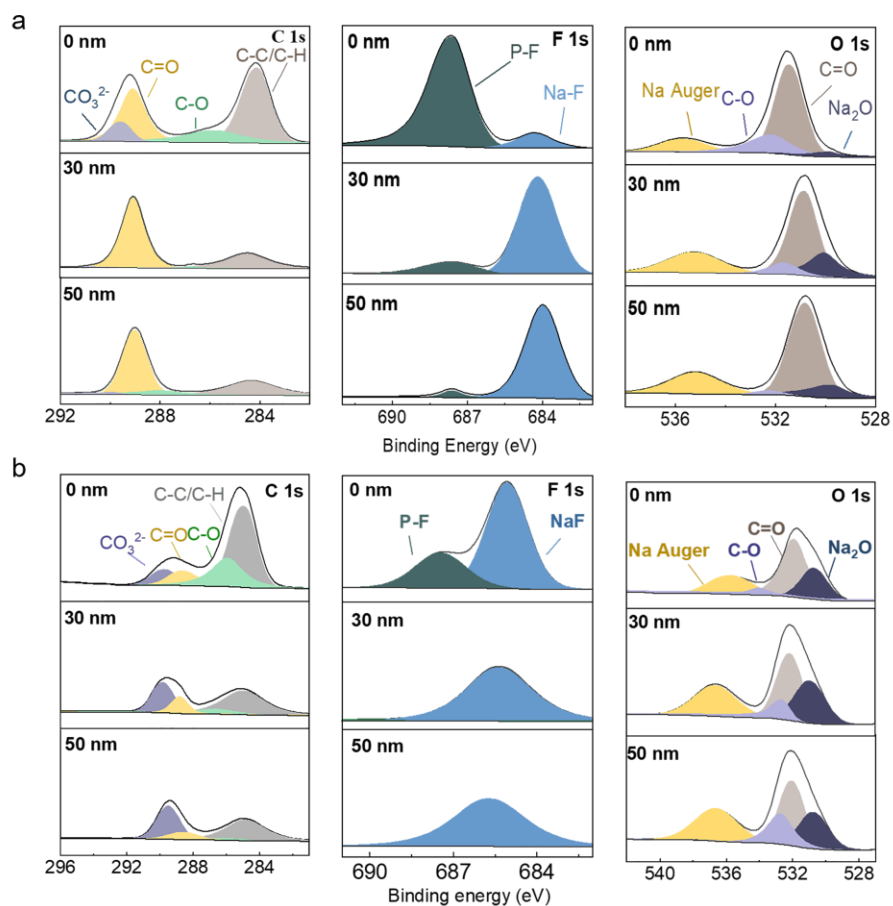 a
0 nm
C 1s
C-C/C-H
C=O
CO₃²⁻
C-O
30 nm
50 nm
292 288 284
0 nm
F 1s
P-F
Na-F
30 nm
50 nm
690 687 684
Binding Energy (eV)
0 nm
O 1s
C=O
Na Auger
C-O
Na₂O
30 nm
50 nm
536 532 528
b
0 nm
C 1s
C-C/C-H
CO₃²⁻
C=O
C-O
30 nm
50 nm
296 292 288 284
0 nm
F 1s
P-F
NaF
30 nm
50 nm
690 687 684
Binding energy (eV)
0 nm
O 1s
C=O
Na Auger
C-O
Na₂O
30 nm
50 nm
540 536 532 528